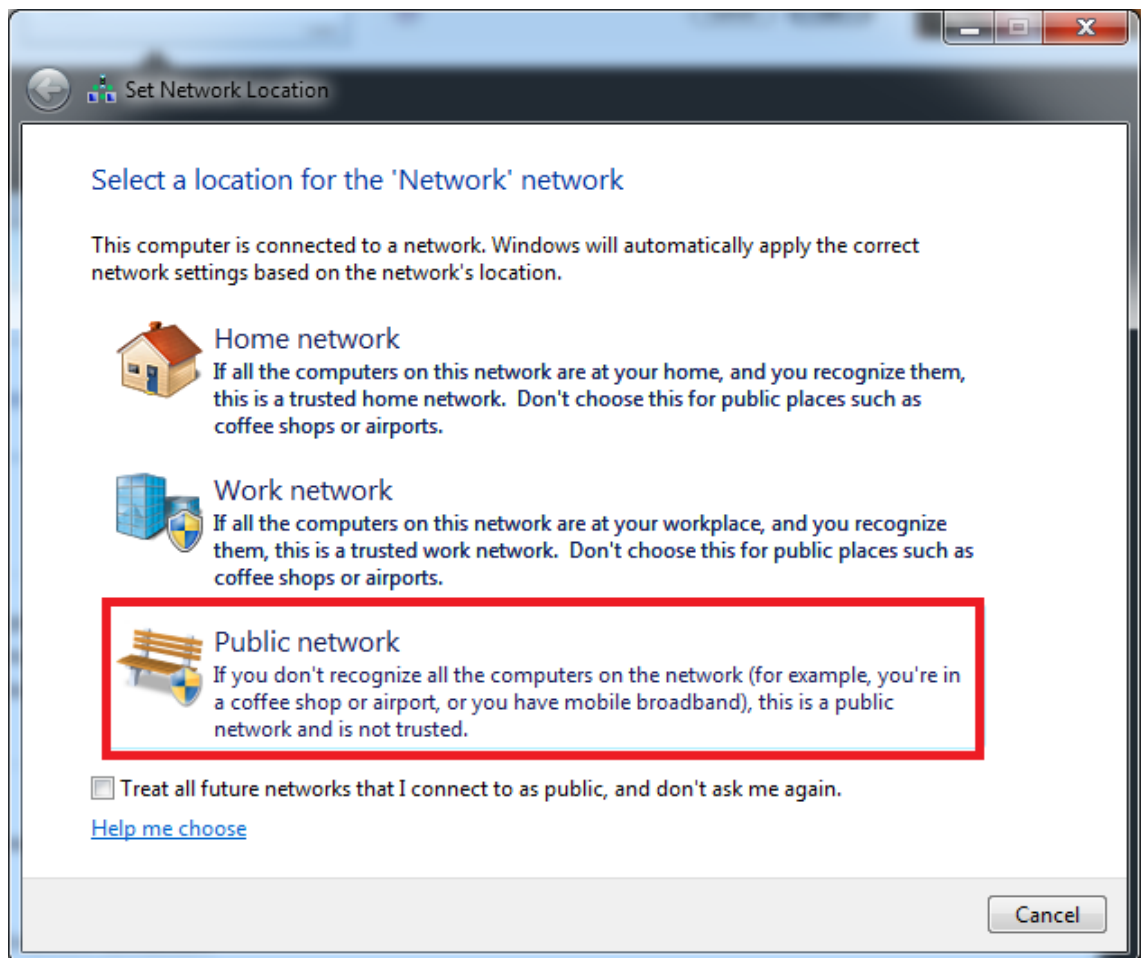 Set Network Location
Select a location for the 'Network' network
This computer is connected to a network. Windows will automatically apply the correct
network settings based on the network's location.
Home network
If all the computers on this network are at your home, and you recognize them,
this is a trusted home network.  Don't choose this for public places such as
coffee shops or airports.
Work network
If all the computers on this network are at your workplace, and you recognize
them, this is a trusted work network.  Don't choose this for public places such as
coffee shops or airports.
Public network
If you don't recognize all the computers on the network (for example, you're in
a coffee shop or airport, or you have mobile broadband), this is a public
network and is not trusted.
Treat all future networks that I connect to as public, and don't ask me again.
Help me choose
Cancel